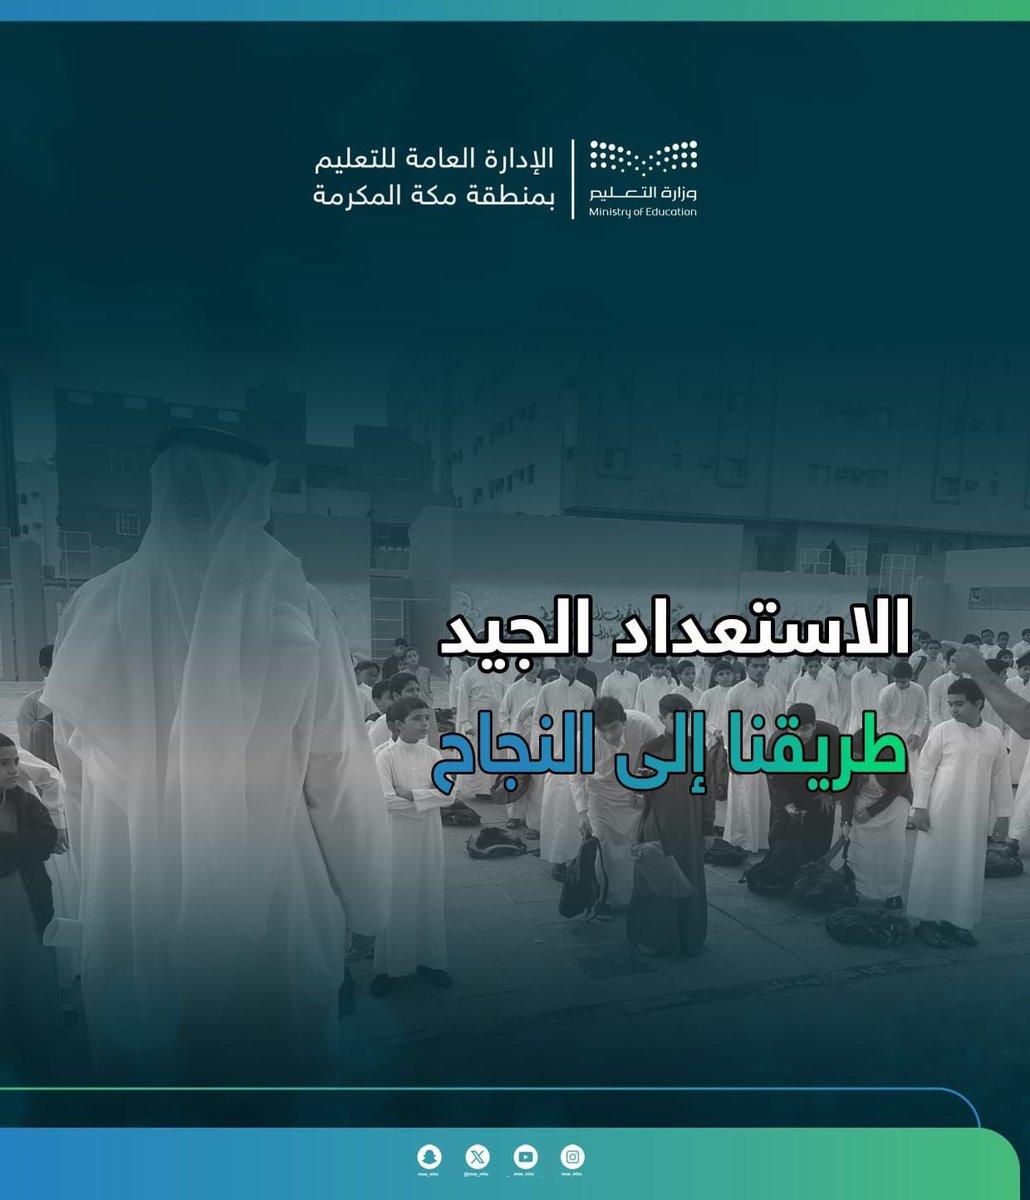 وزارة التعليم
Ministry of Education
الإدارة العامة للتعليم
بمنطقة مكة المكرمة
الاستعداد الجيد
طريقنا إلى النجاح